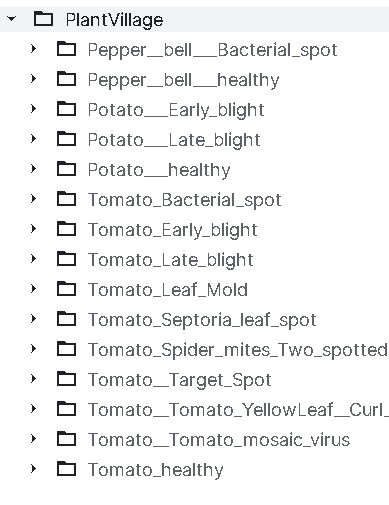 PlantVillage
Pepper__bell___Bacterial_spot
Pepper__bell___healthy
Potato___Early_blight
Potato___Late_blight
Potato___healthy
Tomato_Bacterial_spot
Tomato_Early_blight
Tomato_Late_blight
Tomato_Leaf_Mold
Tomato_Septoria_leaf_spot
Tomato_Spider_mites_Two_spotted
Tomato__Target_Spot
Tomato__Tomato_YellowLeaf__Curl_
Tomato__Tomato_mosaic_virus
Tomato_healthy